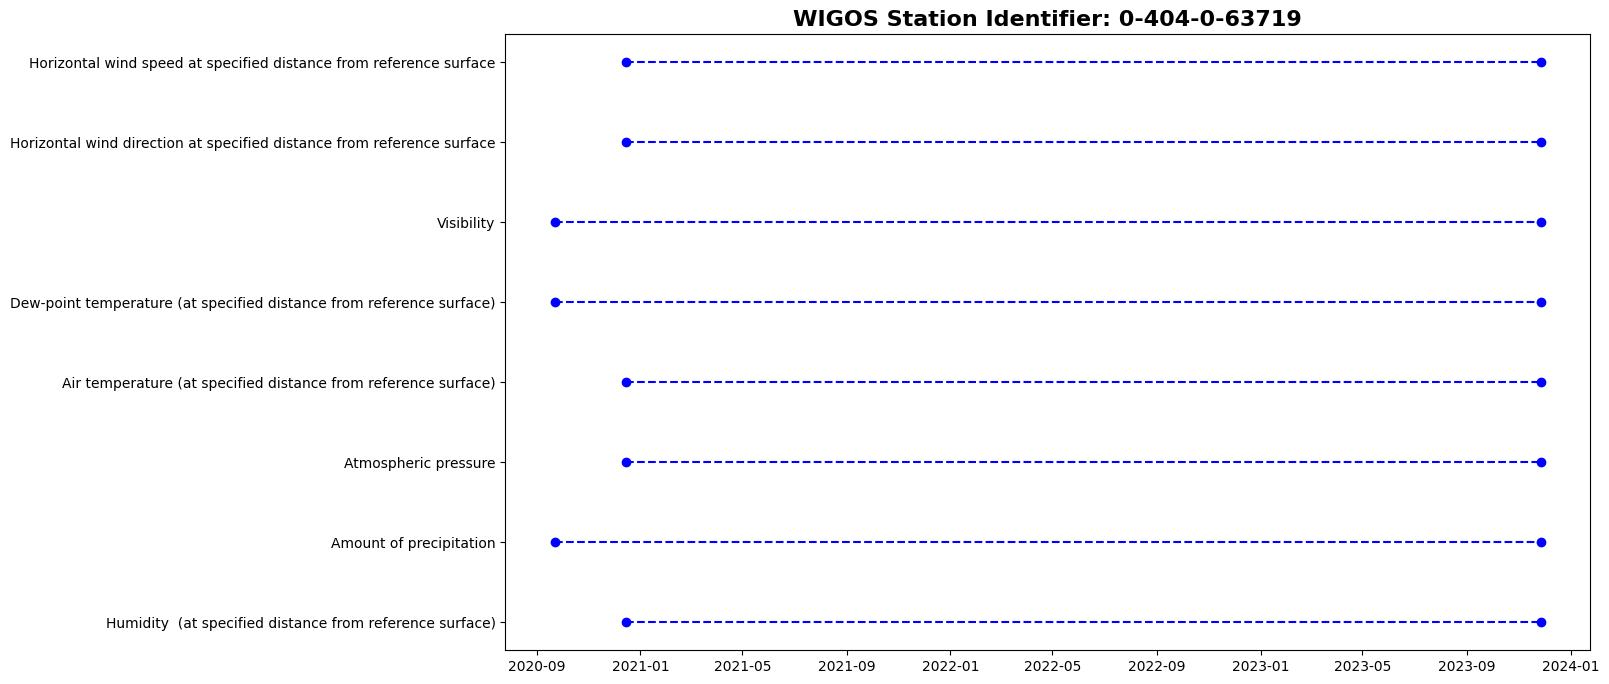 WIGOS Station Identifier: 0-404-0-63719
Horizontal wind speed at specified distance from reference surface
Horizontal wind direction at specified distance from reference surface
Visibility
Dew-point temperature (at specified distance from reference surface)
Air temperature (at specified distance from reference surface)
Atmospheric pressure
Amount of precipitation
Humidity  (at specified distance from reference surface)
2020-09 2021-01 2021-05 2021-09 2022-01 2022-05 2022-09 2023-01 2023-05 2023-09 2024-01